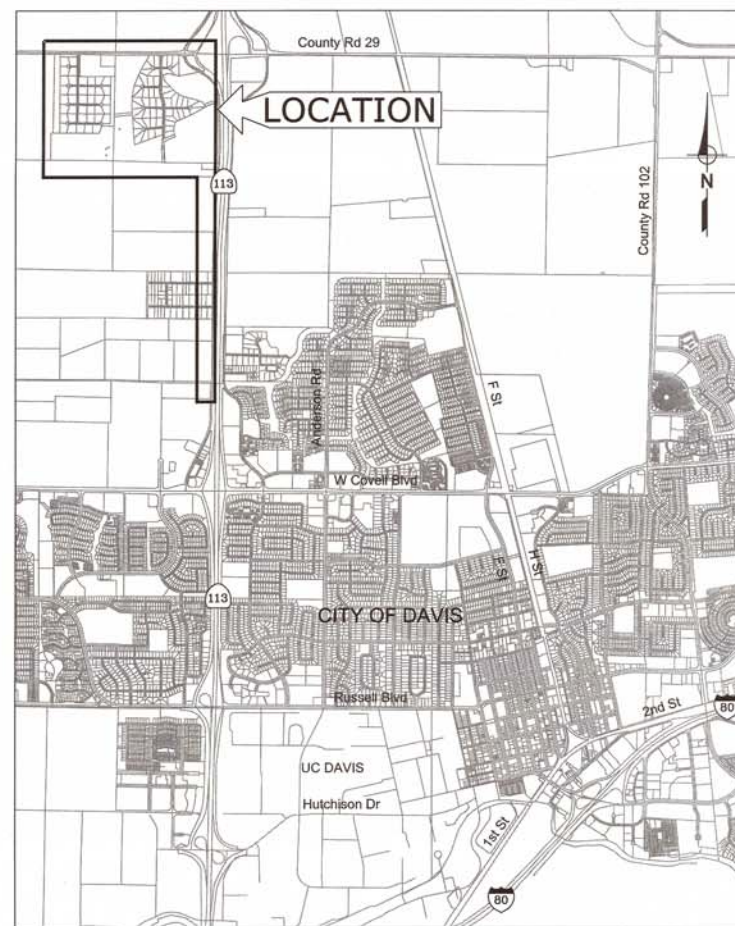 County Rd 29
LOCATION
113
County Rd 102
N
Anderson Rd
F St
W Covell Blvd
F St
H St
113
CITY OF DAVIS
Russell Blvd
2nd St
80
UC DAVIS
Hutchison Dr
1st St
80